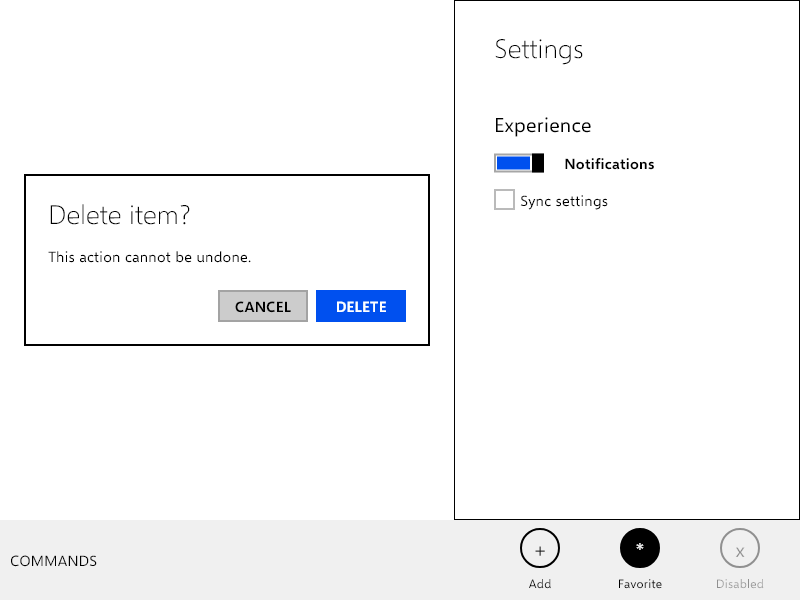 Settings
Experience
Notifications
Sync settings
Delete item?
This action cannot be undone.
CANCEL
DELETE
COMMANDS
+
Add
*
Favorite
x
Disabled